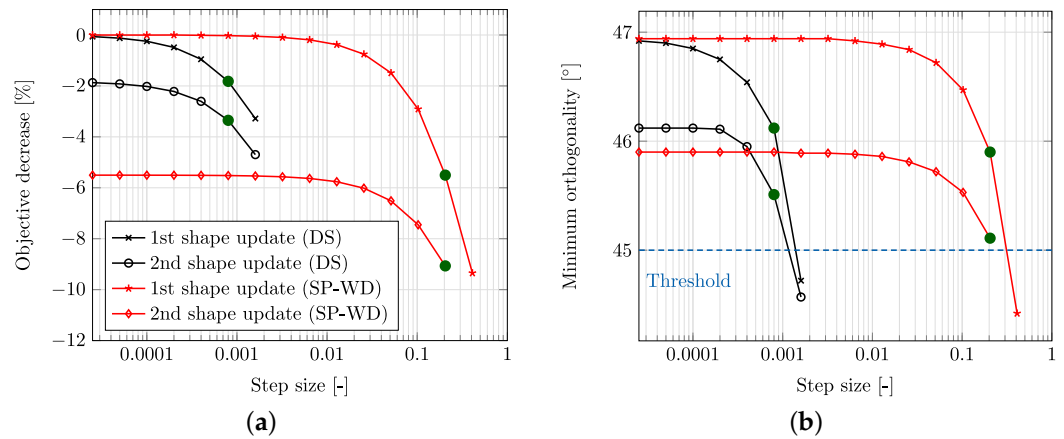 Objective decrease [%]
0
−2
−4
−6
−8
−10
−12
1st shape update (DS)
2nd shape update (DS)
1st shape update (SP-WD)
2nd shape update (SP-WD)
0.0001
0.001
0.01
0.1
1
Step size [-]
(a)
Minimum orthogonality [°]
47
46
45
Threshold
0.0001
0.001
0.01
0.1
1
Step size [-]
(b)